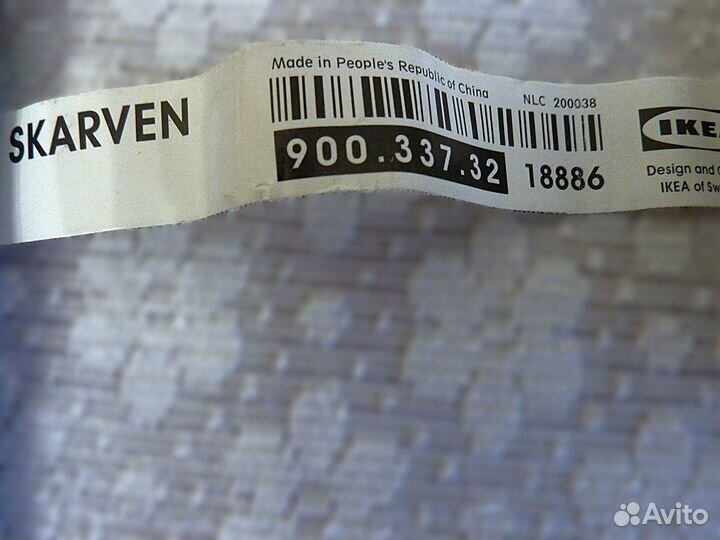 SKARVEN
Made in People's Republic of China
NLC 200038
900.337.32
18886
IKE
Design and
IKEA of Sw
Avito